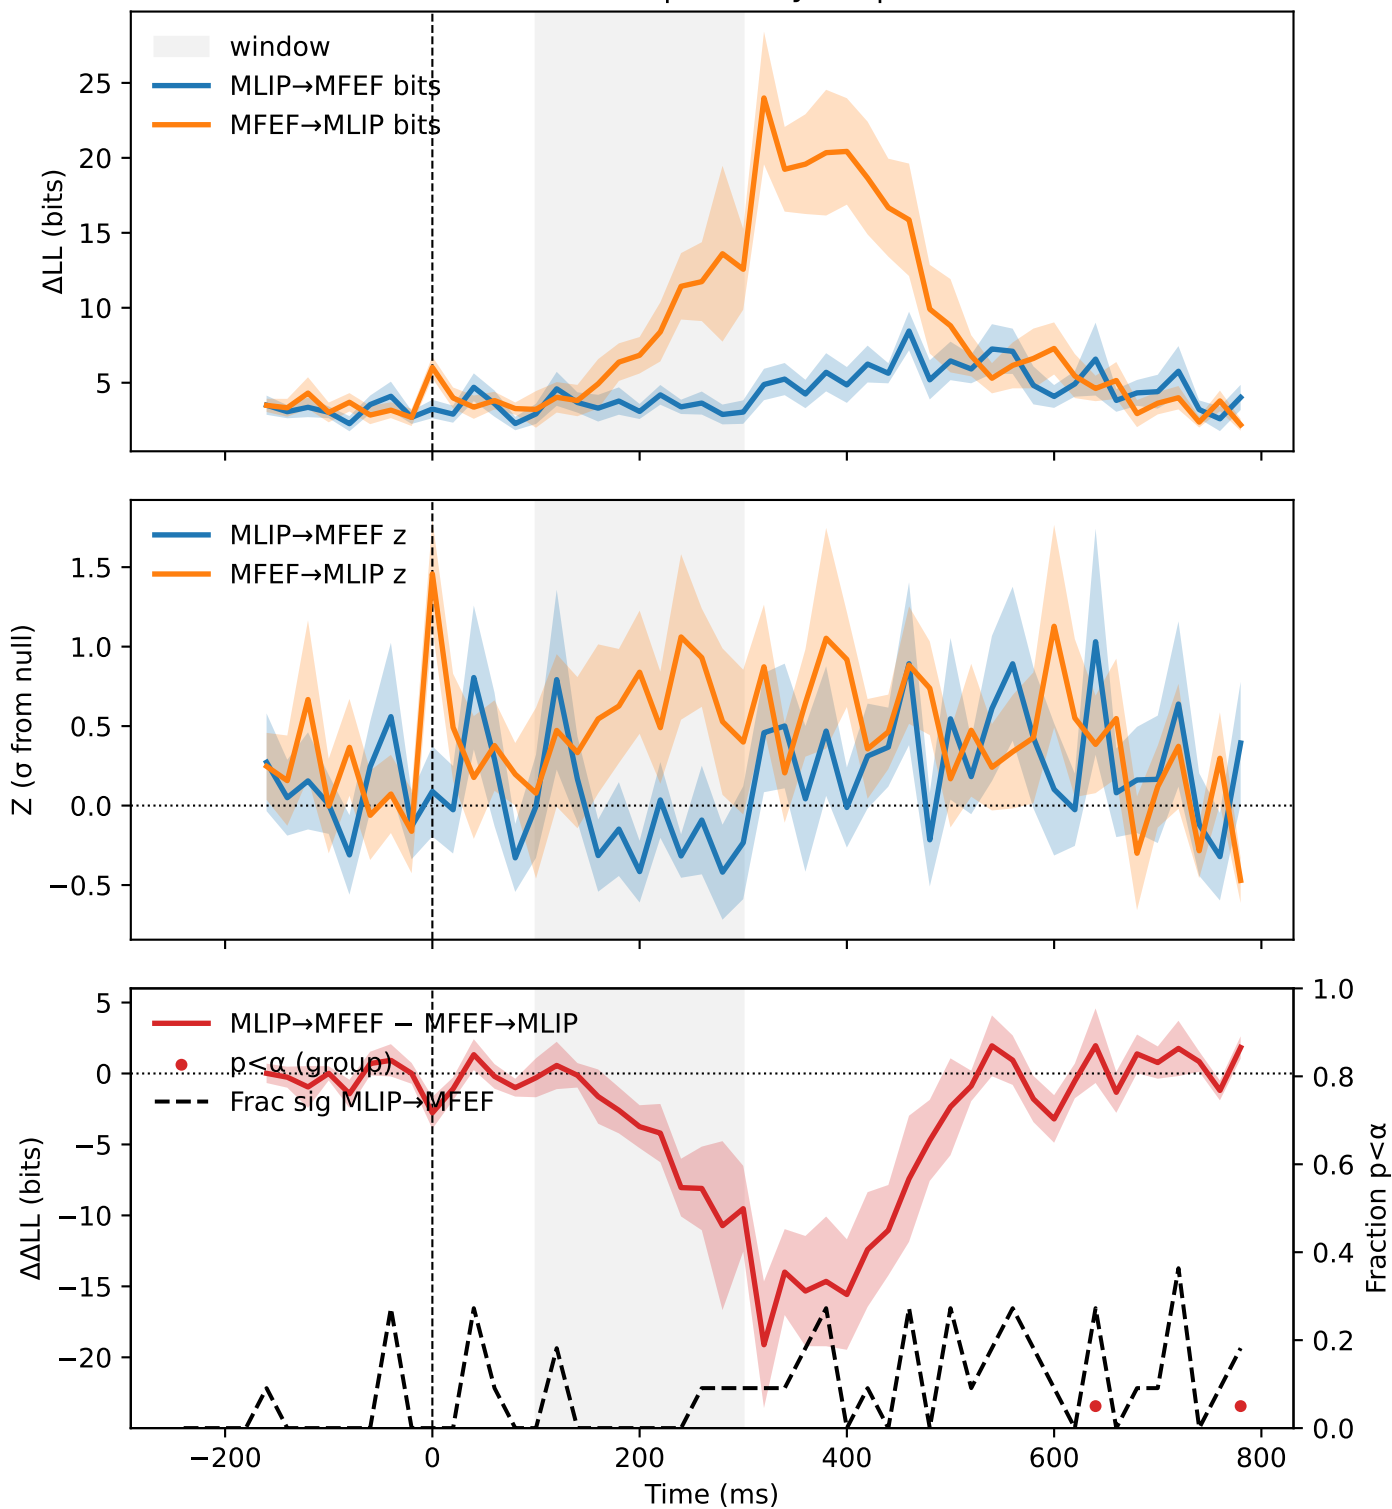 window
MLIP→MFEF bits
MFEF→MLIP bits
25
20
15
10
5
ΔLL (bits)
MLIP→MFEF z
MFEF→MLIP z
1.5
1.0
0.5
0.0
−0.5
Z (σ from null)
MLIP→MFEF − MFEF→MLIP
p<α (group)
Frac sig MLIP→MFEF
5
0
−5
−10
−15
−20
ΔΔLL (bits)
1.0
0.8
0.6
0.4
0.2
0.0
Fraction p<α
−200
0
200
400
600
800
Time (ms)